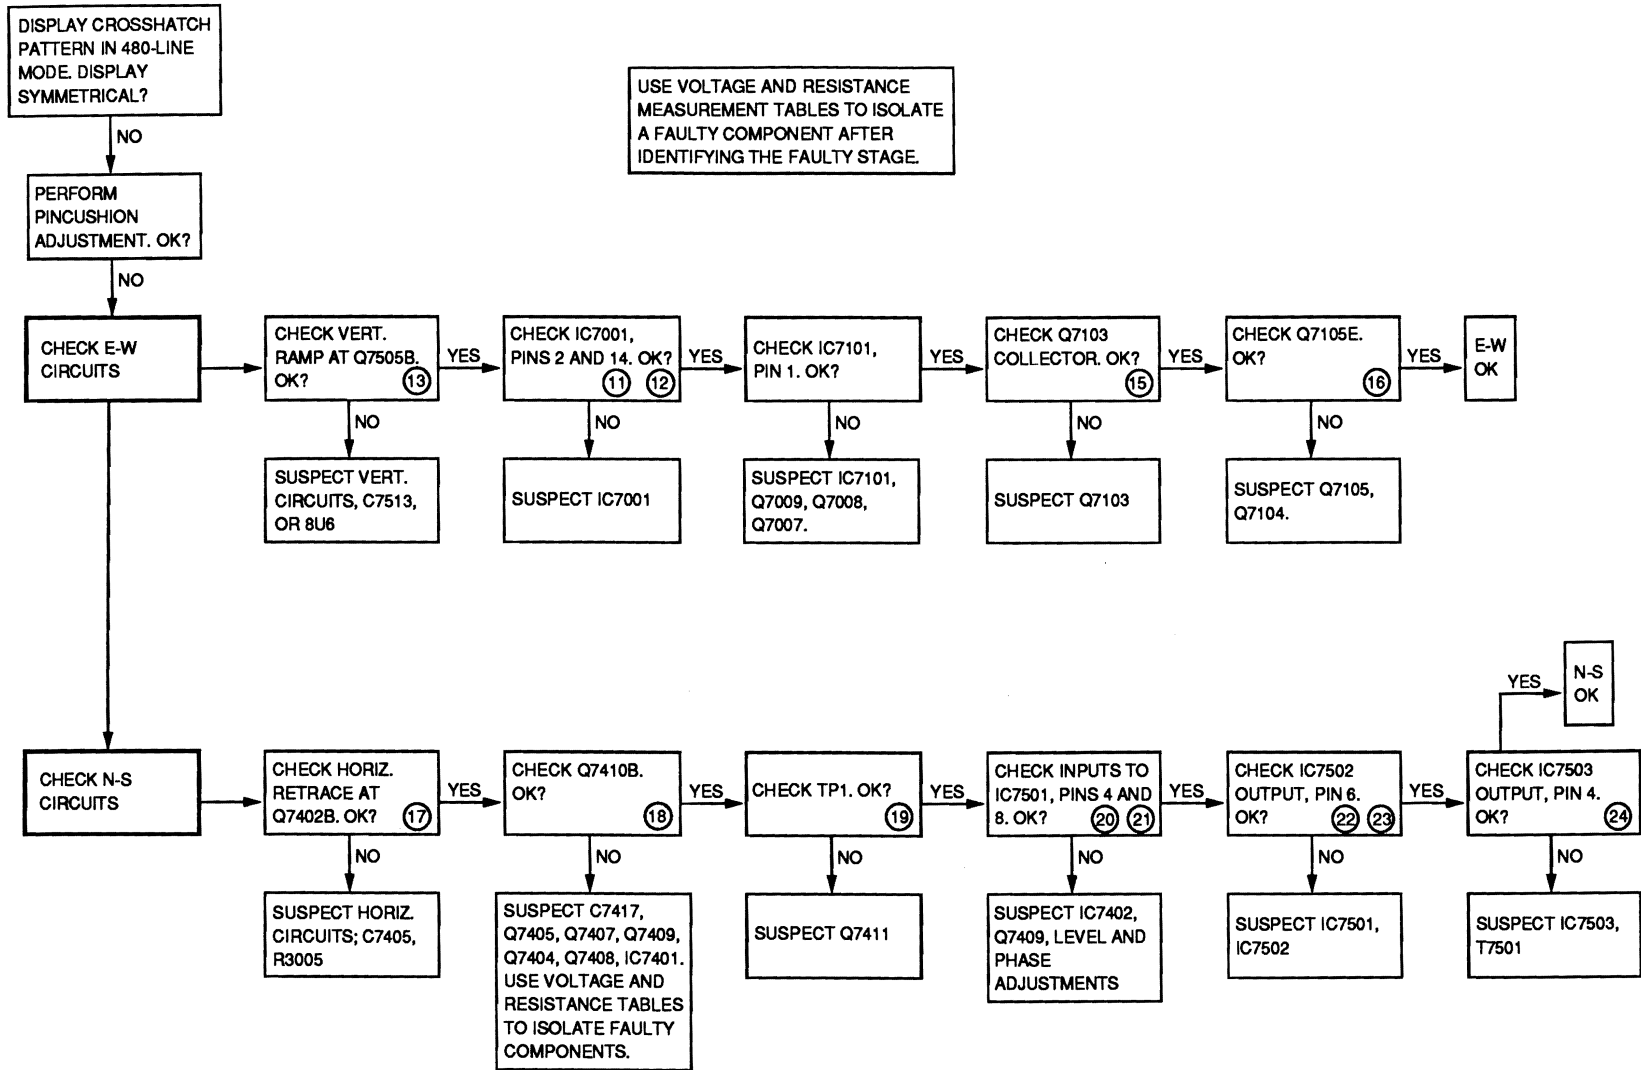 DISPLAY CROSSHATCH
PATTERN IN 480-LINE
MODE. DISPLAY
SYMMETRICAL?
NO
PERFORM
PINCUSHION
ADJUSTMENT. OK?
NO
USE VOLTAGE AND RESISTANCE
MEASUREMENT TABLES TO ISOLATE
A FAULTY COMPONENT AFTER
IDENTIFYING THE FAULTY STAGE.
CHECK E-W
CIRCUITS
CHECK VERT.
RAMP AT Q7505B.
OK?
13
YES
NO
SUSPECT VERT.
CIRCUITS, C7513,
OR 8U6
CHECK IC7001,
PINS 2 AND 14. OK?
11 12
YES
NO
SUSPECT IC7001
CHECK IC7101,
PIN 1. OK?
YES
NO
SUSPECT IC7101,
Q7009, Q7008,
Q7007.
CHECK Q7103
COLLECTOR. OK?
15
YES
NO
SUSPECT Q7103
CHECK Q7105E.
OK?
16
YES
NO
SUSPECT Q7105,
Q7104.
E-W
OK
CHECK N-S
CIRCUITS
CHECK HORIZ.
RETRACE AT
Q7402B. OK?
17
YES
NO
SUSPECT HORIZ.
CIRCUITS; C7405,
R3005
CHECK Q7410B.
OK?
18
YES
NO
SUSPECT C7417,
Q7405, Q7407, Q7409,
Q7404, Q7408, IC7401.
USE VOLTAGE AND
RESISTANCE TABLES
TO ISOLATE FAULTY
COMPONENTS.
CHECK TP1. OK?
19
YES
NO
SUSPECT Q7411
CHECK INPUTS TO
IC7501, PINS 4 AND
8. OK?
20 21
YES
NO
SUSPECT IC7402,
Q7409, LEVEL AND
PHASE
ADJUSTMENTS
CHECK IC7502
OUTPUT, PIN 6.
OK?
22 23
YES
NO
SUSPECT IC7501,
IC7502
CHECK IC7503
OUTPUT, PIN 4.
OK?
24
YES
N-S
OK
NO
SUSPECT IC7503,
T7501